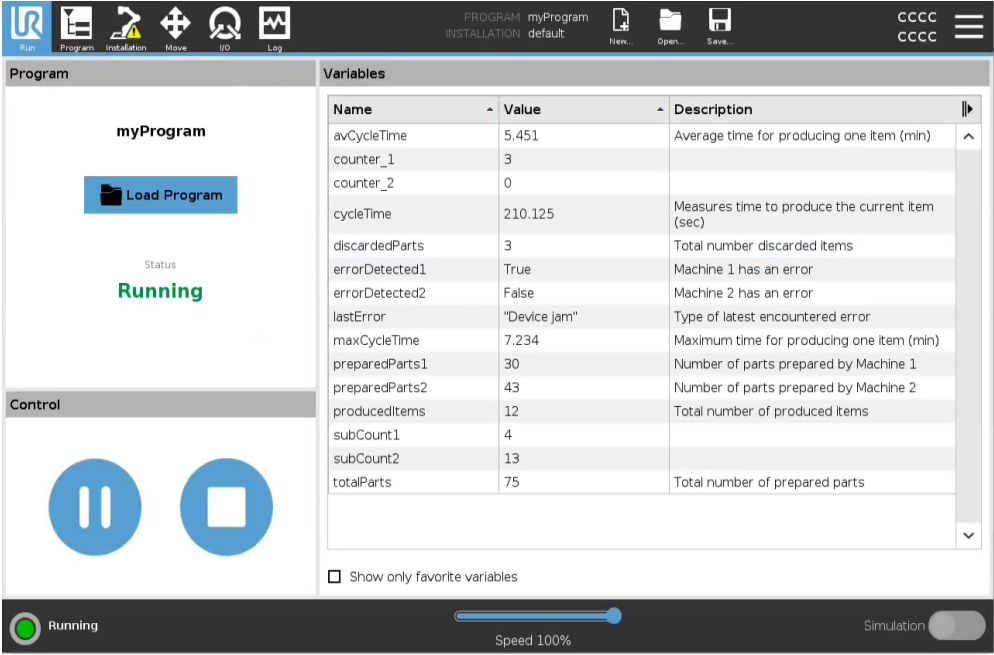 UR
PROGRAM myProgram
INSTALLATION default
CCCC
CCCC
Run Program Installation Move I/O Log New... Open... Save...
Program
myProgram
Load Program
Status
Running
Control
Variables
Name Value Description
avCycleTime 5.451 Average time for producing one item (min)
counter_1 3
counter_2 0
cycleTime 210.125 Measures time to produce the current item
(sec)
discardedParts 3 Total number discarded items
errorDetected1 True Machine 1 has an error
errorDetected2 False Machine 2 has an error
lastError "Device jam" Type of latest encountered error
maxCycleTime 7.234 Maximum time for producing one item (min)
preparedParts1 30 Number of parts prepared by Machine 1
preparedParts2 43 Number of parts prepared by Machine 2
producedItems 12 Total number of produced items
subCount1 4
subCount2 13
totalParts 75 Total number of prepared parts
Show only favorite variables
Running
Speed 100%
Simulation